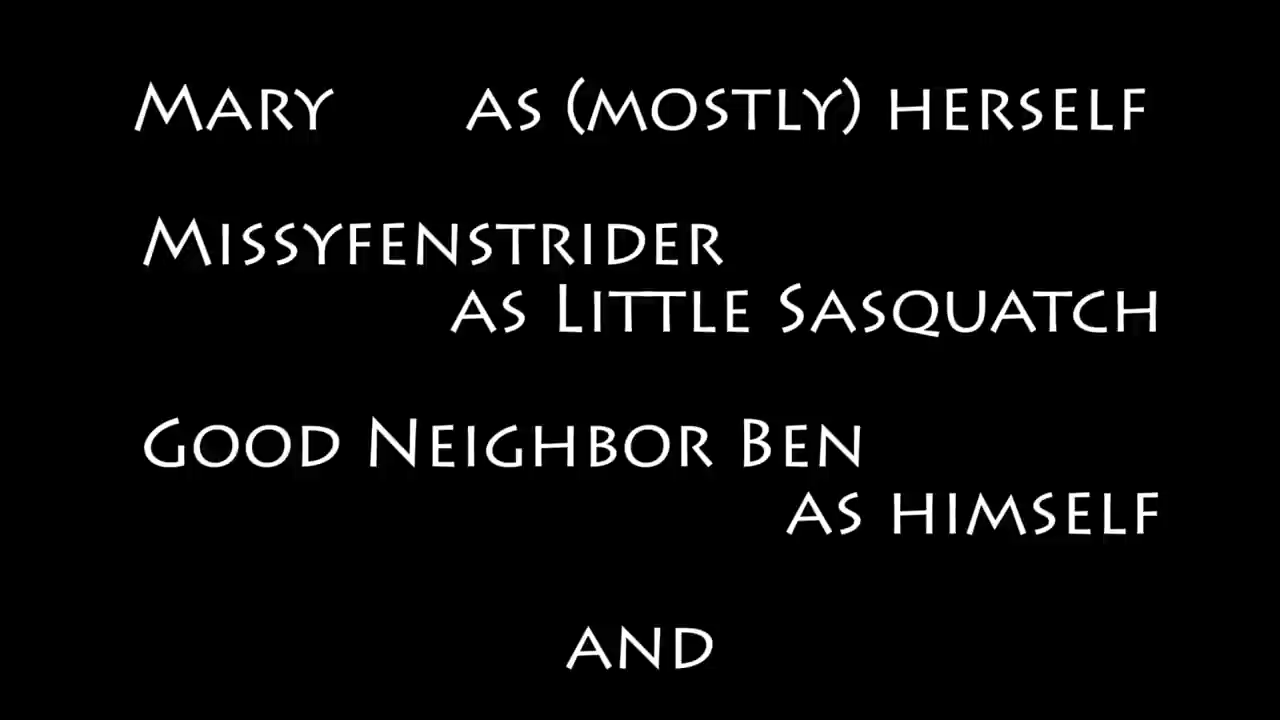 Mary as (mostly) herself
Missyfenstrider
as Little Sasquatch
Good Neighbor Ben
as himself
and